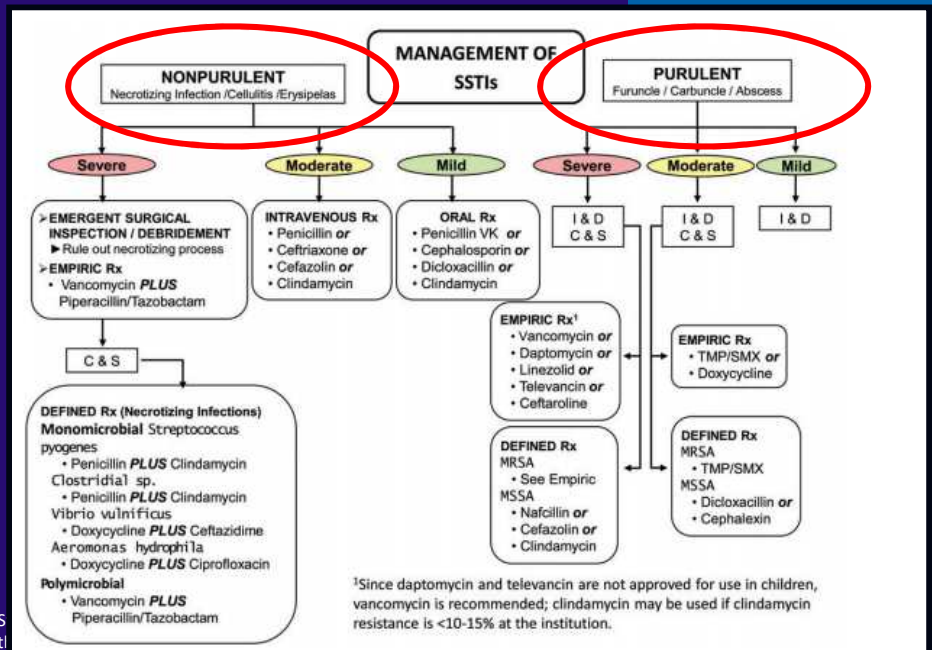 MANAGEMENT OF
SSTIs
NONPURULENT
Necrotizing Infection /Cellulitis /Erysipelas
PURULENT
Furuncle / Carbuncle / Abscess
Severe
Moderate
Mild
Severe
Moderate
Mild
➢EMERGENT SURGICAL
INSPECTION / DEBRIDEMENT
►Rule out necrotizing process
➢EMPIRIC Rx
• Vancomycin PLUS
Piperacillin/Tazobactam
INTRAVENOUS Rx
• Penicillin or
• Ceftriaxone or
• Cefazolin or
• Clindamycin
ORAL Rx
• Penicillin VK or
• Cephalosporin or
• Dicloxacillin or
• Clindamycin
I & D
C & S
I & D
C & S
I & D
C & S
EMPIRIC Rx¹
• Vancomycin or
• Daptomycin or
• Linezolid or
• Televancin or
• Ceftaroline
EMPIRIC Rx
• TMP/SMX or
• Doxycycline
DEFINED Rx (Necrotizing Infections)
Monomicrobial Streptococcus
pyogenes
• Penicillin PLUS Clindamycin
Clostridial sp.
• Penicillin PLUS Clindamycin
Vibrio vulnificus
• Doxycycline PLUS Ceftazidime
Aeromonas hydrophila
• Doxycycline PLUS Ciprofloxacin
Polymicrobial
• Vancomycin PLUS
Piperacillin/Tazobactam
DEFINED Rx
MRSA
• See Empiric
MSSA
• Nafcillin or
• Cefazolin or
• Clindamycin
DEFINED Rx
MRSA
• TMP/SMX
MSSA
• Dicloxacillin or
• Cephalexin
¹Since daptomycin and televancin are not approved for use in children,
vancomycin is recommended; clindamycin may be used if clindamycin
resistance is <10-15% at the institution.